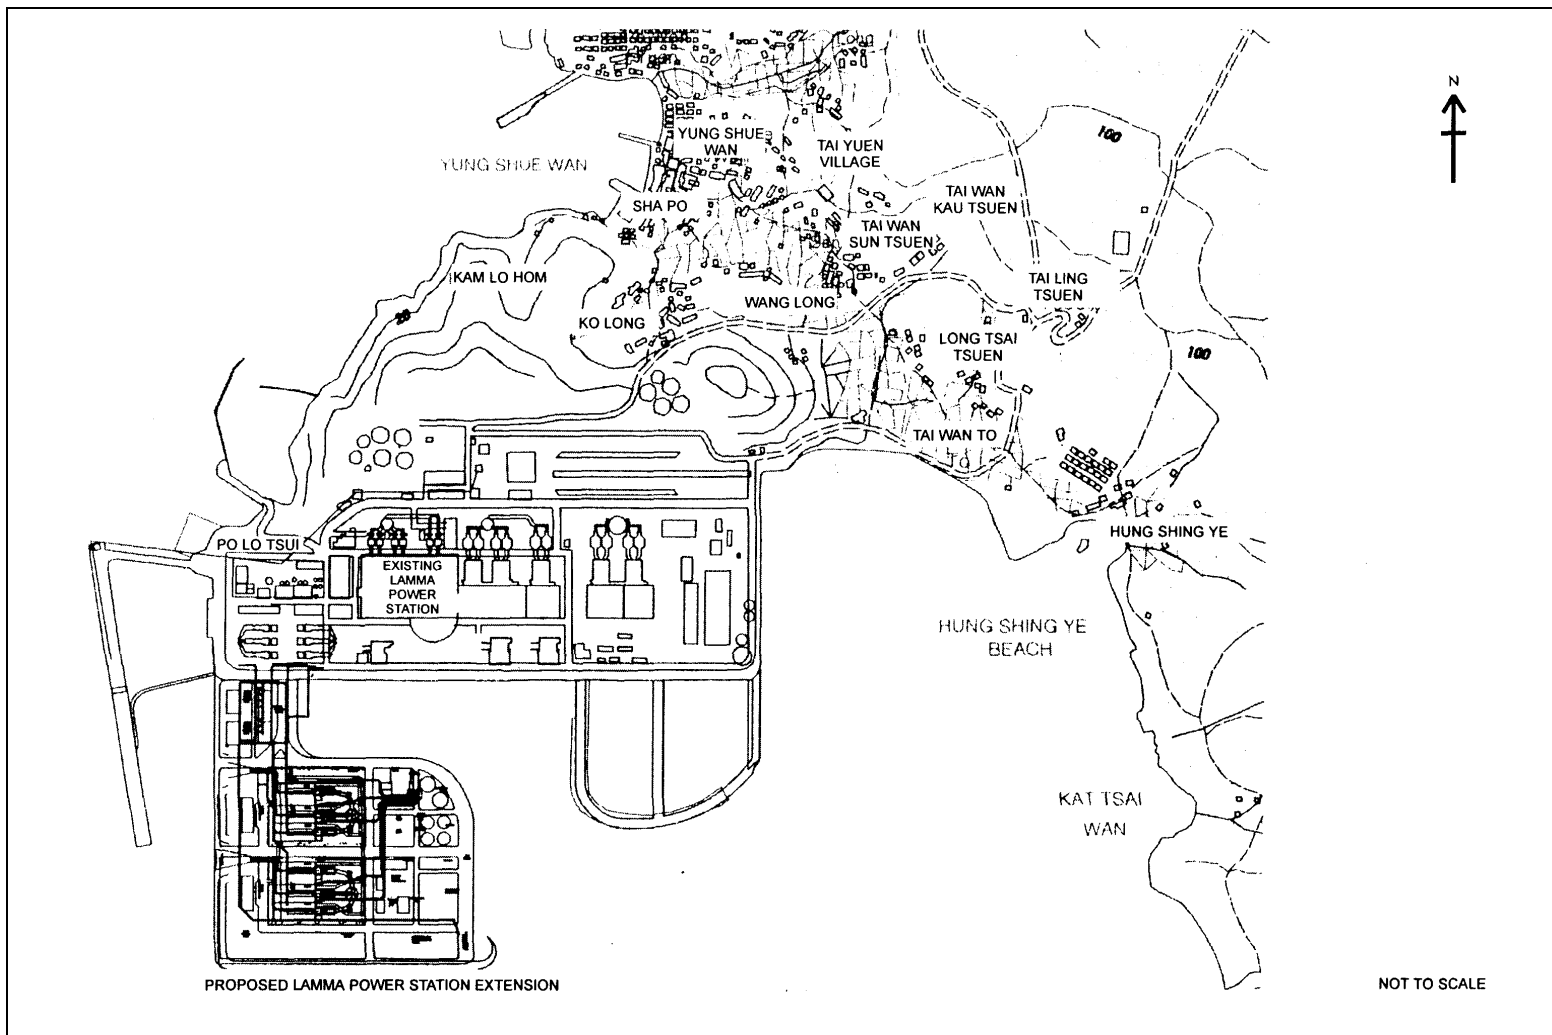 N
100
YUNG SHUE
WAN
TAI YUEN
VILLAGE
YUNG SHUE WAN
TAI WAN
KAU TSUEN
SHA PO
TAI WAN
SUN TSUEN
KAM LO HOM
TAI LING
TSUEN
WANG LONG
KO LONG
LONG TSAI
TSUEN
100
TAI WAN TO
HUNG SHING YE
PO LO TSUI
EXISTING
LAMMA
POWER
STATION
HUNG SHING YE
BEACH
KAT TSAI
WAN
PROPOSED LAMMA POWER STATION EXTENSION
NOT TO SCALE